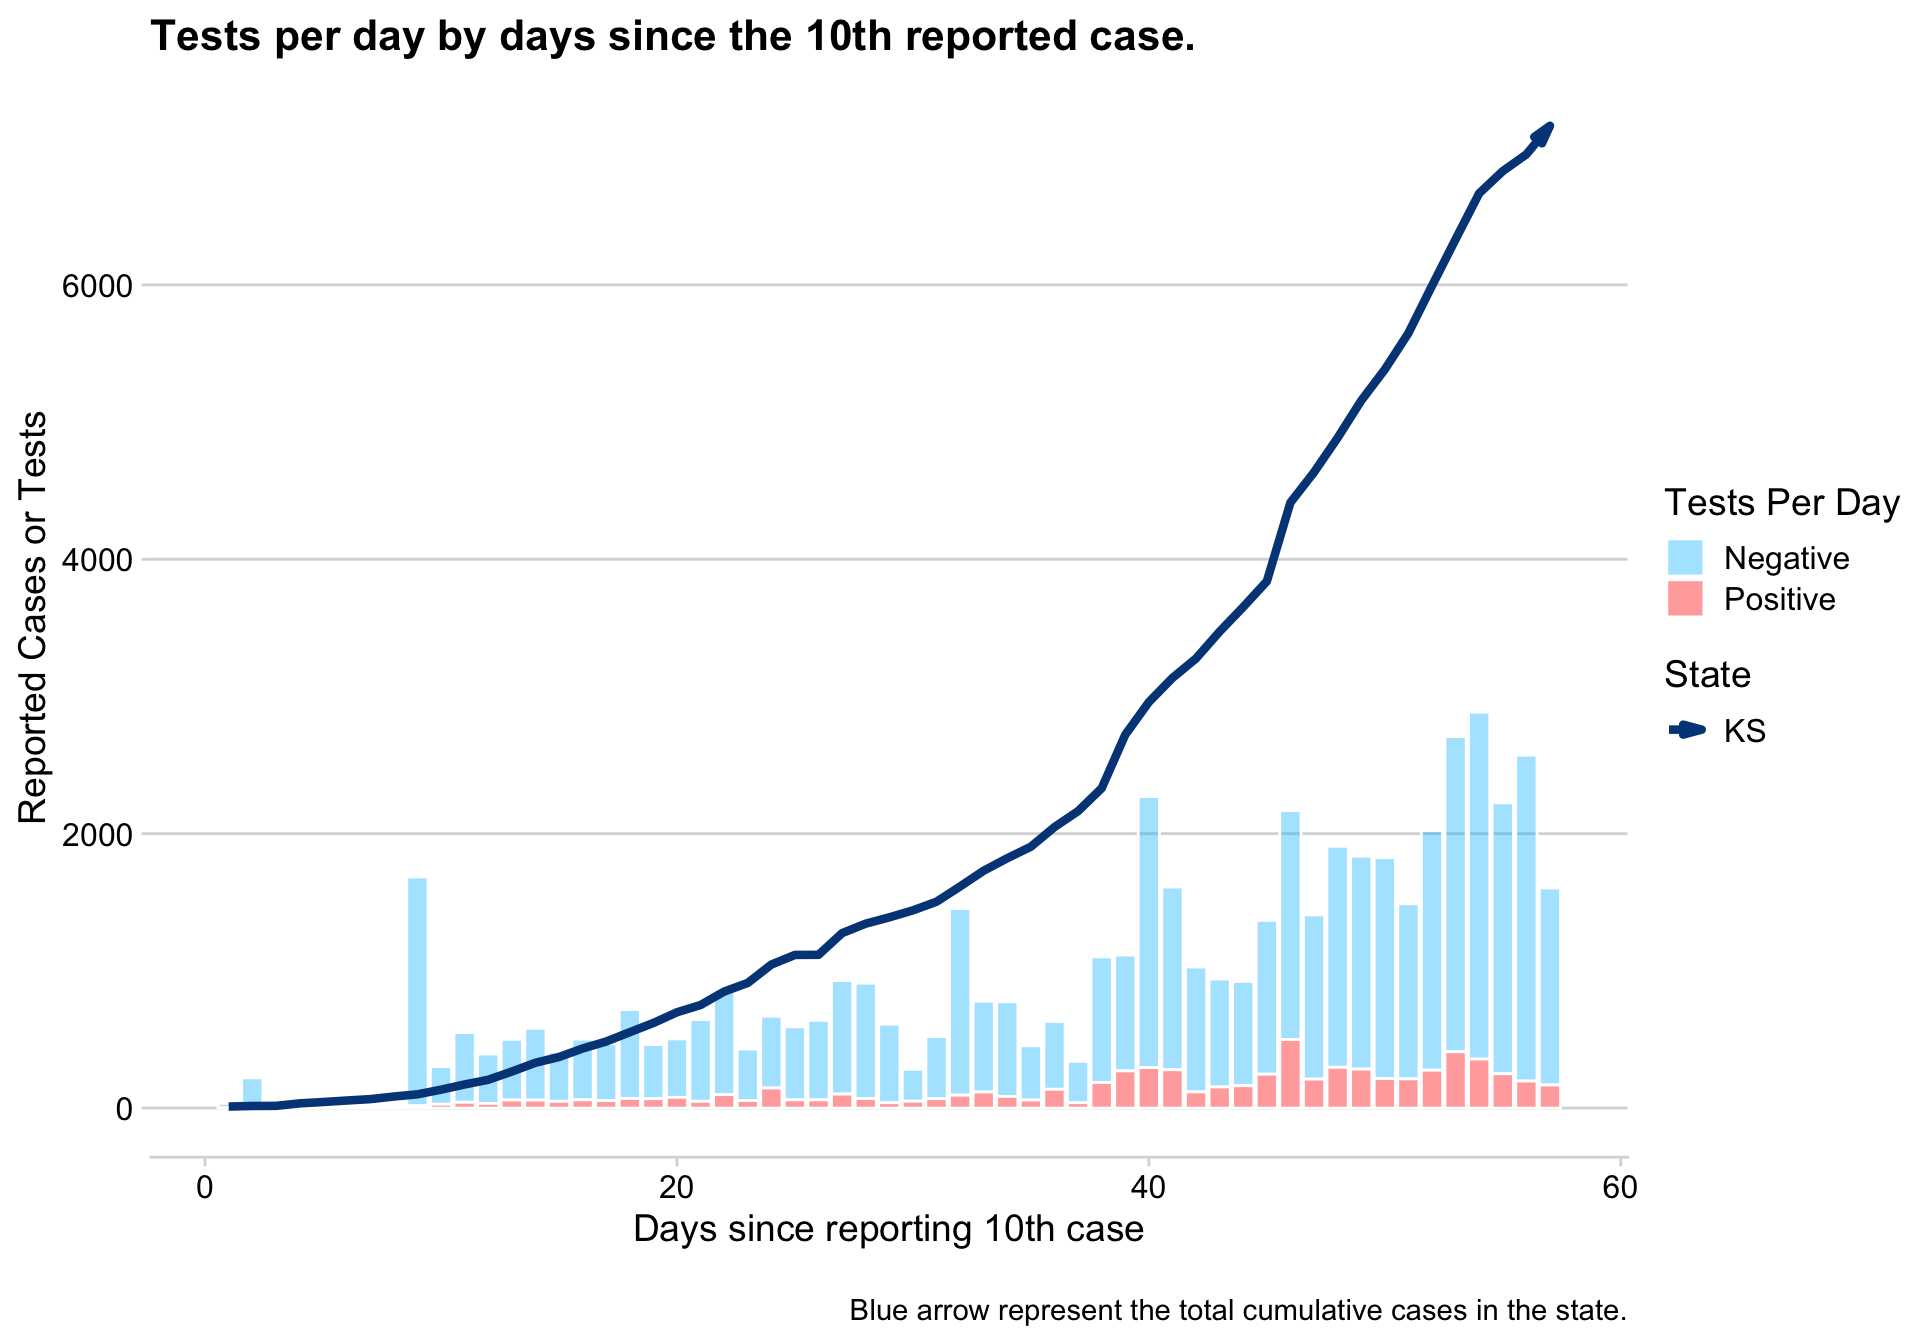 Tests per day by days since the 10th reported case.
Reported Cases or Tests
6000
4000
2000
0
0
20
40
60
Days since reporting 10th case
Tests Per Day
Negative
Positive
State
KS
Blue arrow represent the total cumulative cases in the state.